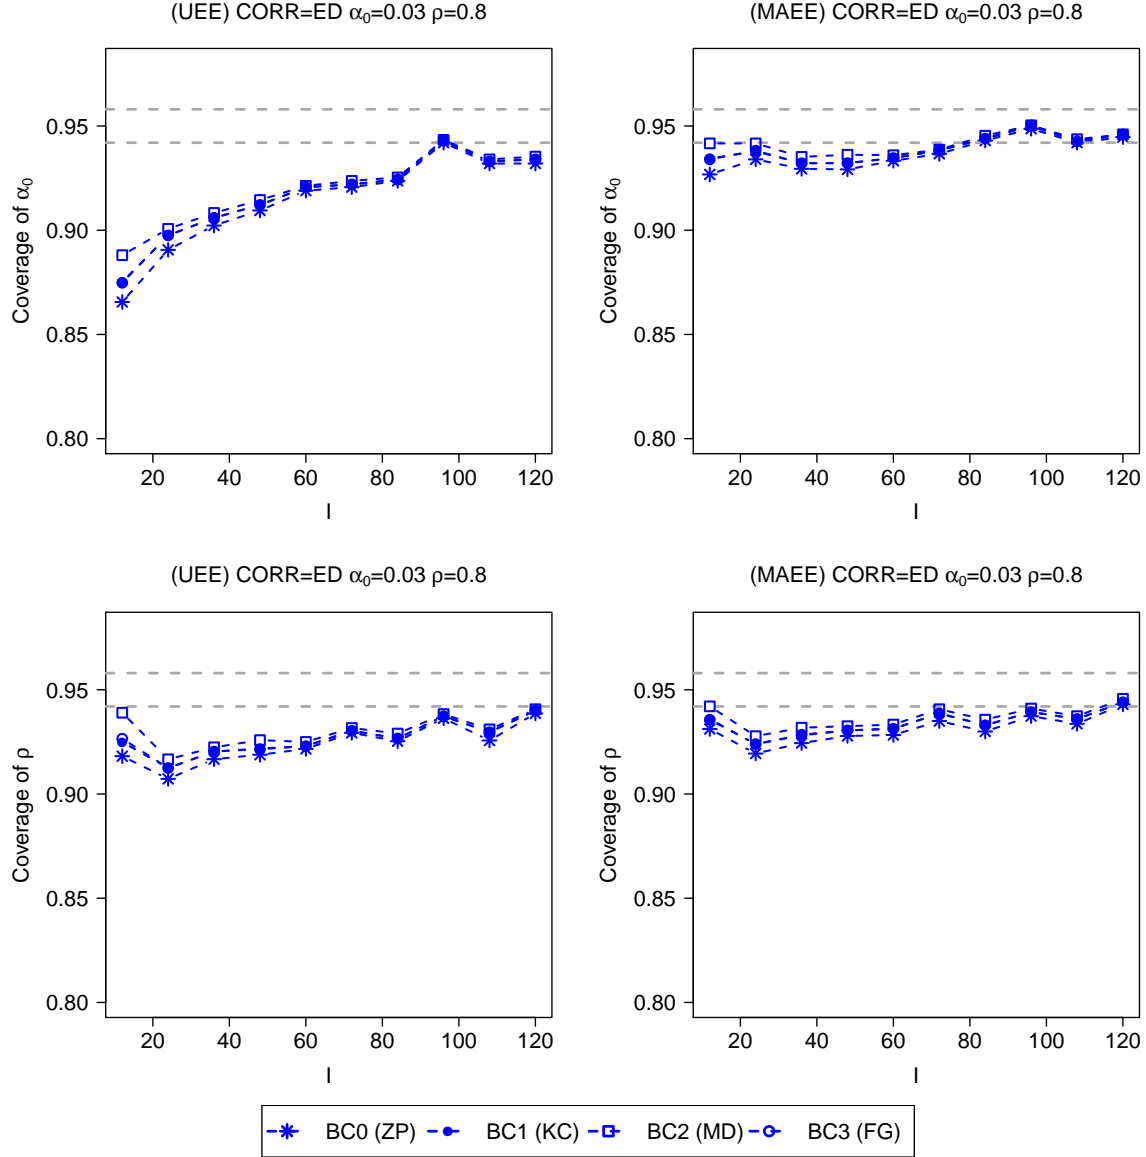 (UEE) CORR=ED α₀=0.03 ρ=0.8
Coverage of α₀
0.95
0.90
0.85
0.80
20 40 60 80 100 120
I
(MAEE) CORR=ED α₀=0.03 ρ=0.8
Coverage of α₀
0.95
0.90
0.85
0.80
20 40 60 80 100 120
I
(UEE) CORR=ED α₀=0.03 ρ=0.8
Coverage of ρ
0.95
0.90
0.85
0.80
20 40 60 80 100 120
I
(MAEE) CORR=ED α₀=0.03 ρ=0.8
Coverage of ρ
0.95
0.90
0.85
0.80
20 40 60 80 100 120
I
BC0 (ZP) BC1 (KC) BC2 (MD) BC3 (FG)